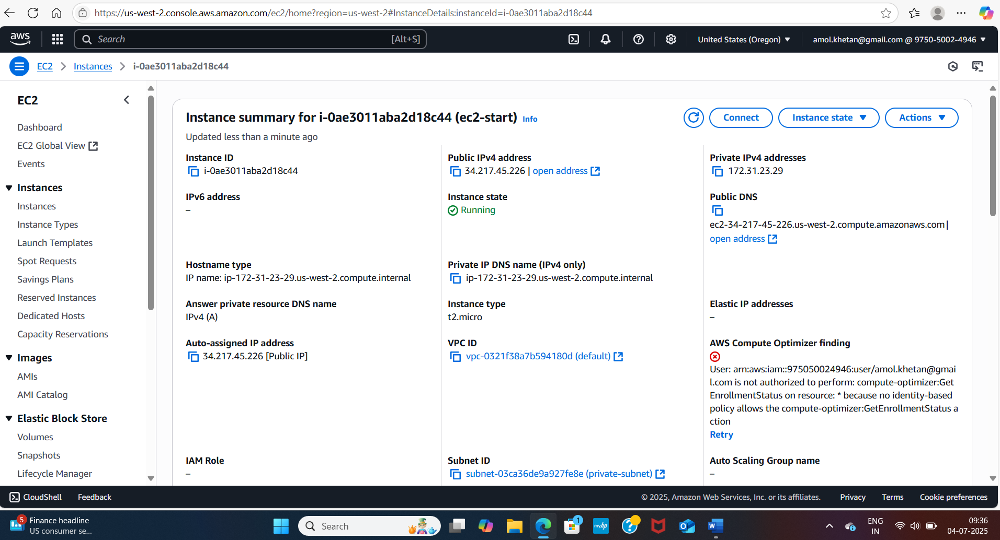 https://us-west-2.console.aws.amazon.com/ec2/home?region=us-west-2#InstanceDetails:instanceId=i-0ae3011aba2d18c44
aws
Search
[Alt+S]
United States (Oregon)
amol.khetan@gmail.com @ 9750-5002-4946
EC2
Instances
i-0ae3011aba2d18c44
EC2
Dashboard
EC2 Global View
Events
Instances
Instances
Instance Types
Launch Templates
Spot Requests
Savings Plans
Reserved Instances
Dedicated Hosts
Capacity Reservations
Images
AMIs
AMI Catalog
Elastic Block Store
Volumes
Snapshots
Lifecycle Manager
Instance summary for i-0ae3011aba2d18c44 (ec2-start) Info
Updated less than a minute ago
Connect
Instance state
Actions
Instance ID
i-0ae3011aba2d18c44
Public IPv4 address
34.217.45.226 | open address
Private IPv4 addresses
172.31.23.29
IPv6 address
–
Instance state
Running
Public DNS
ec2-34-217-45-226.us-west-2.compute.amazonaws.com |
open address
Hostname type
IP name: ip-172-31-23-29.us-west-2.compute.internal
Private IP DNS name (IPv4 only)
ip-172-31-23-29.us-west-2.compute.internal
Answer private resource DNS name
IPv4 (A)
Instance type
t2.micro
Elastic IP addresses
–
Auto-assigned IP address
34.217.45.226 [Public IP]
VPC ID
vpc-0321f38a7b594180d (default)
AWS Compute Optimizer finding
User: arn:aws:iam::975050024946:user/amol.khetan@gmai
l.com is not authorized to perform: compute-optimizer:Get
EnrollmentStatus on resource: * because no identity-based
policy allows the compute-optimizer:GetEnrollmentStatus a
ction
Retry
IAM Role
–
Subnet ID
subnet-03ca36de9a927fe8e (private-subnet)
Auto Scaling Group name
–
CloudShell
Feedback
© 2025, Amazon Web Services, Inc. or its affiliates.
Privacy
Terms
Cookie preferences
5
Finance headline
US consumer se...
Search
1
myhp
W
ENG
IN
09:36
04-07-2025